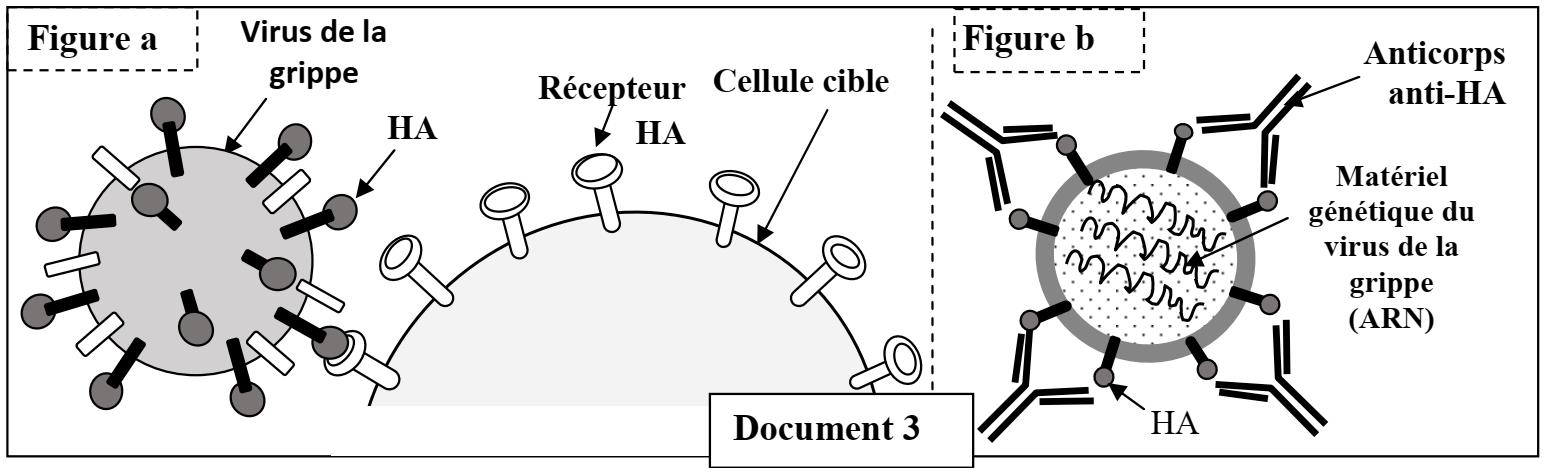 Figure a
Virus de la
grippe
HA
Récepteur
HA
Cellule cible
Document 3
Figure b
Anticorps
anti-HA
Matériel
génétique du
virus de la
grippe
(ARN)
HA